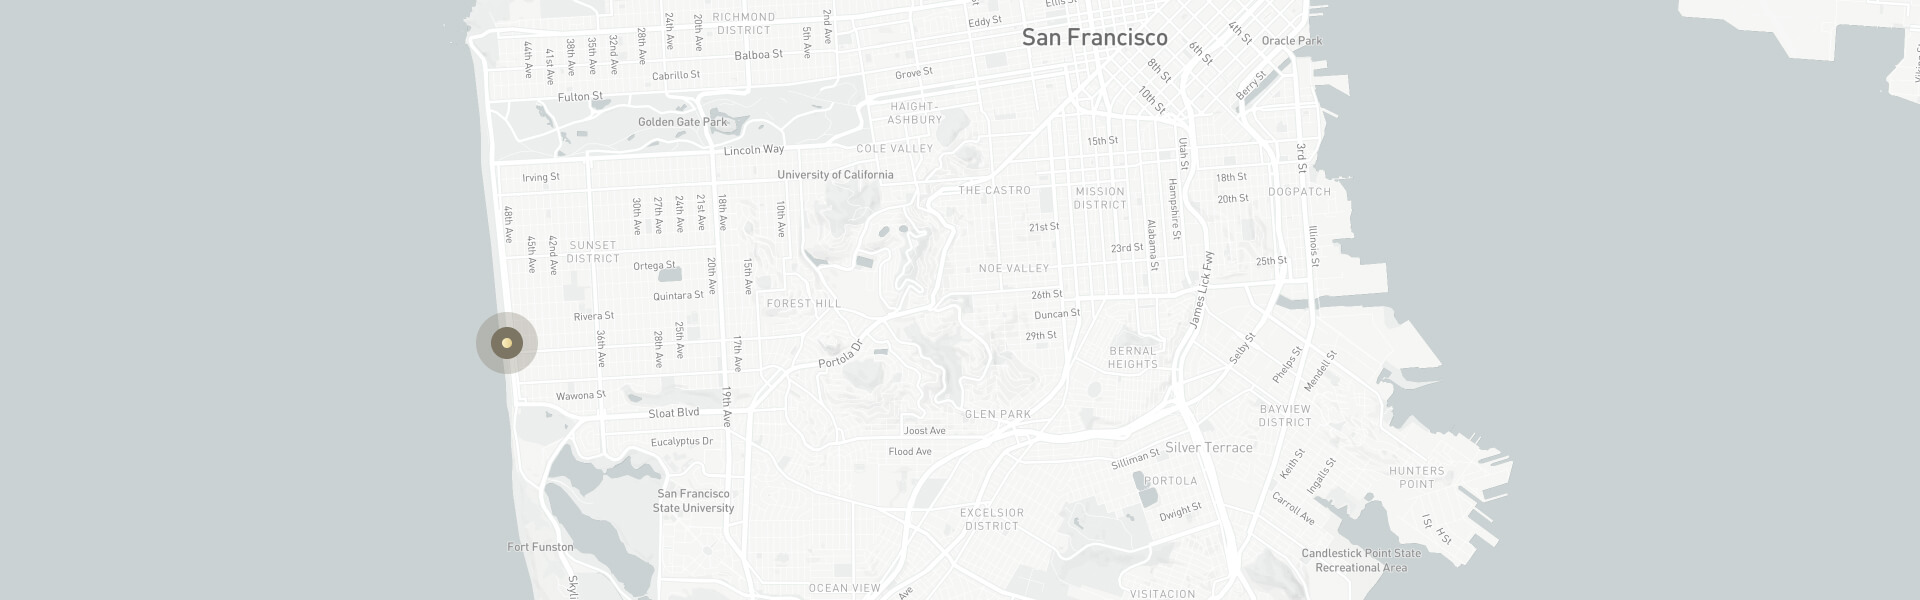 Ellis St
Eddy St
RICHMOND
DISTRICT
2nd Ave
24th Ave
20th Ave
28th Ave
5th Ave
32nd Ave
35th Ave
38th Ave
41st Ave
44th Ave
Balboa St
Cabrillo St
Grove St
Fulton St
San Francisco
4th St
Oracle Park
6th St
8th St
10th St
Berry St
HAIGHT-
ASHBURY
Golden Gate Park
Lincoln Way
COLE VALLEY
15th St
Utah St
3rd St
Irving St
University of California
THE CASTRO
MISSION
DISTRICT
Hampshire St
18th St
20th St
DOGPATCH
48th Ave
45th Ave
42nd Ave
30th Ave
27th Ave
24th Ave
21st Ave
18th Ave
10th Ave
SUNSET
DISTRICT
21st St
23rd St
Alabama St
Illinois St
25th St
Ortega St
20th Ave
15th Ave
NOE VALLEY
James Lick Fwy
Quintara St
FOREST HILL
26th St
Rivera St
Duncan St
29th St
36th Ave
28th Ave
25th Ave
17th Ave
Portola Dr
BERNAL
HEIGHTS
Selby St
Phelps St
Mendell St
Wawona St
19th Ave
Sloat Blvd
GLEN PARK
BAYVIEW
DISTRICT
Eucalyptus Dr
Joost Ave
Flood Ave
Silver Terrace
Silliman St
Keith St
Ingalls St
HUNTERS
POINT
PORTOLA
San Francisco
State University
Dwight St
Carroll Ave
EXCELSIOR
DISTRICT
I St
H St
Fort Funston
Candlestick Point State
Recreational Area
OCEAN VIEW
Ave
VISITACION